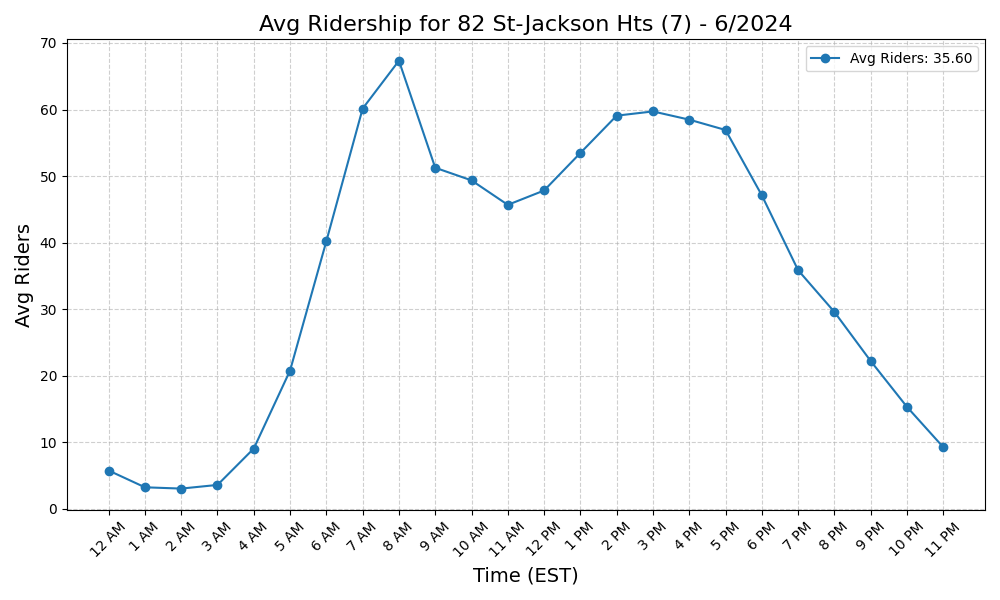 Avg Ridership for 82 St-Jackson Hts (7) - 6/2024
Avg Riders: 35.60
Avg Riders
70
60
50
40
30
20
10
0
12 AM
1 AM
2 AM
3 AM
4 AM
5 AM
6 AM
7 AM
8 AM
9 AM
10 AM
11 AM
12 PM
1 PM
2 PM
3 PM
4 PM
5 PM
6 PM
7 PM
8 PM
9 PM
10 PM
11 PM
Time (EST)